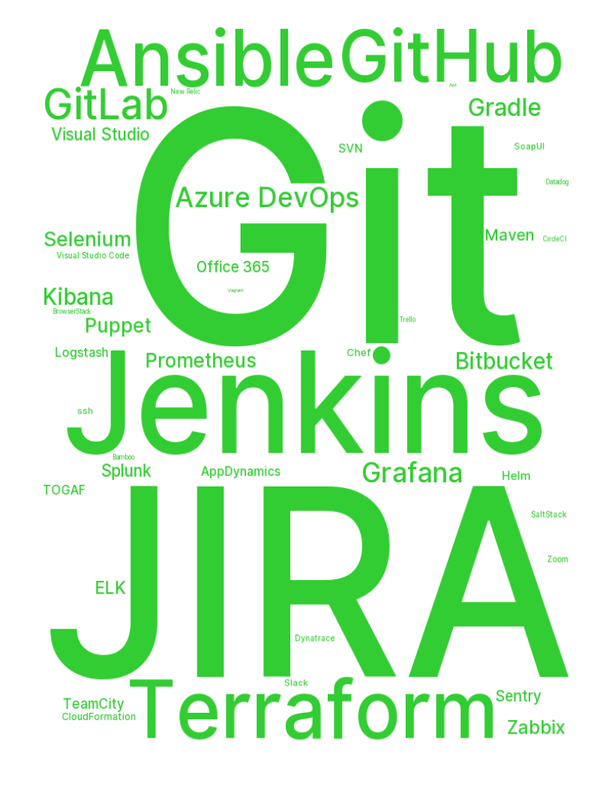 Ansible
GitHub
New Relic
GitLab
Gradle
Visual Studio
SVN
SoapUI
Git
Datadog
Azure DevOps
Maven
CircleCI
Selenium
Visual Studio Code
Office 365
Vagrant
Kibana
BrowserStack
Trello
Puppet
Logstash
Prometheus
Chef
Bitbucket
Jenkins
ssh
Bamboo
Splunk
AppDynamics
Grafana
Helm
TOGAF
SaltStack
JIRA
Zoom
ELK
Dynatrace
Slack
Terraform
Sentry
TeamCity
CloudFormation
Zabbix